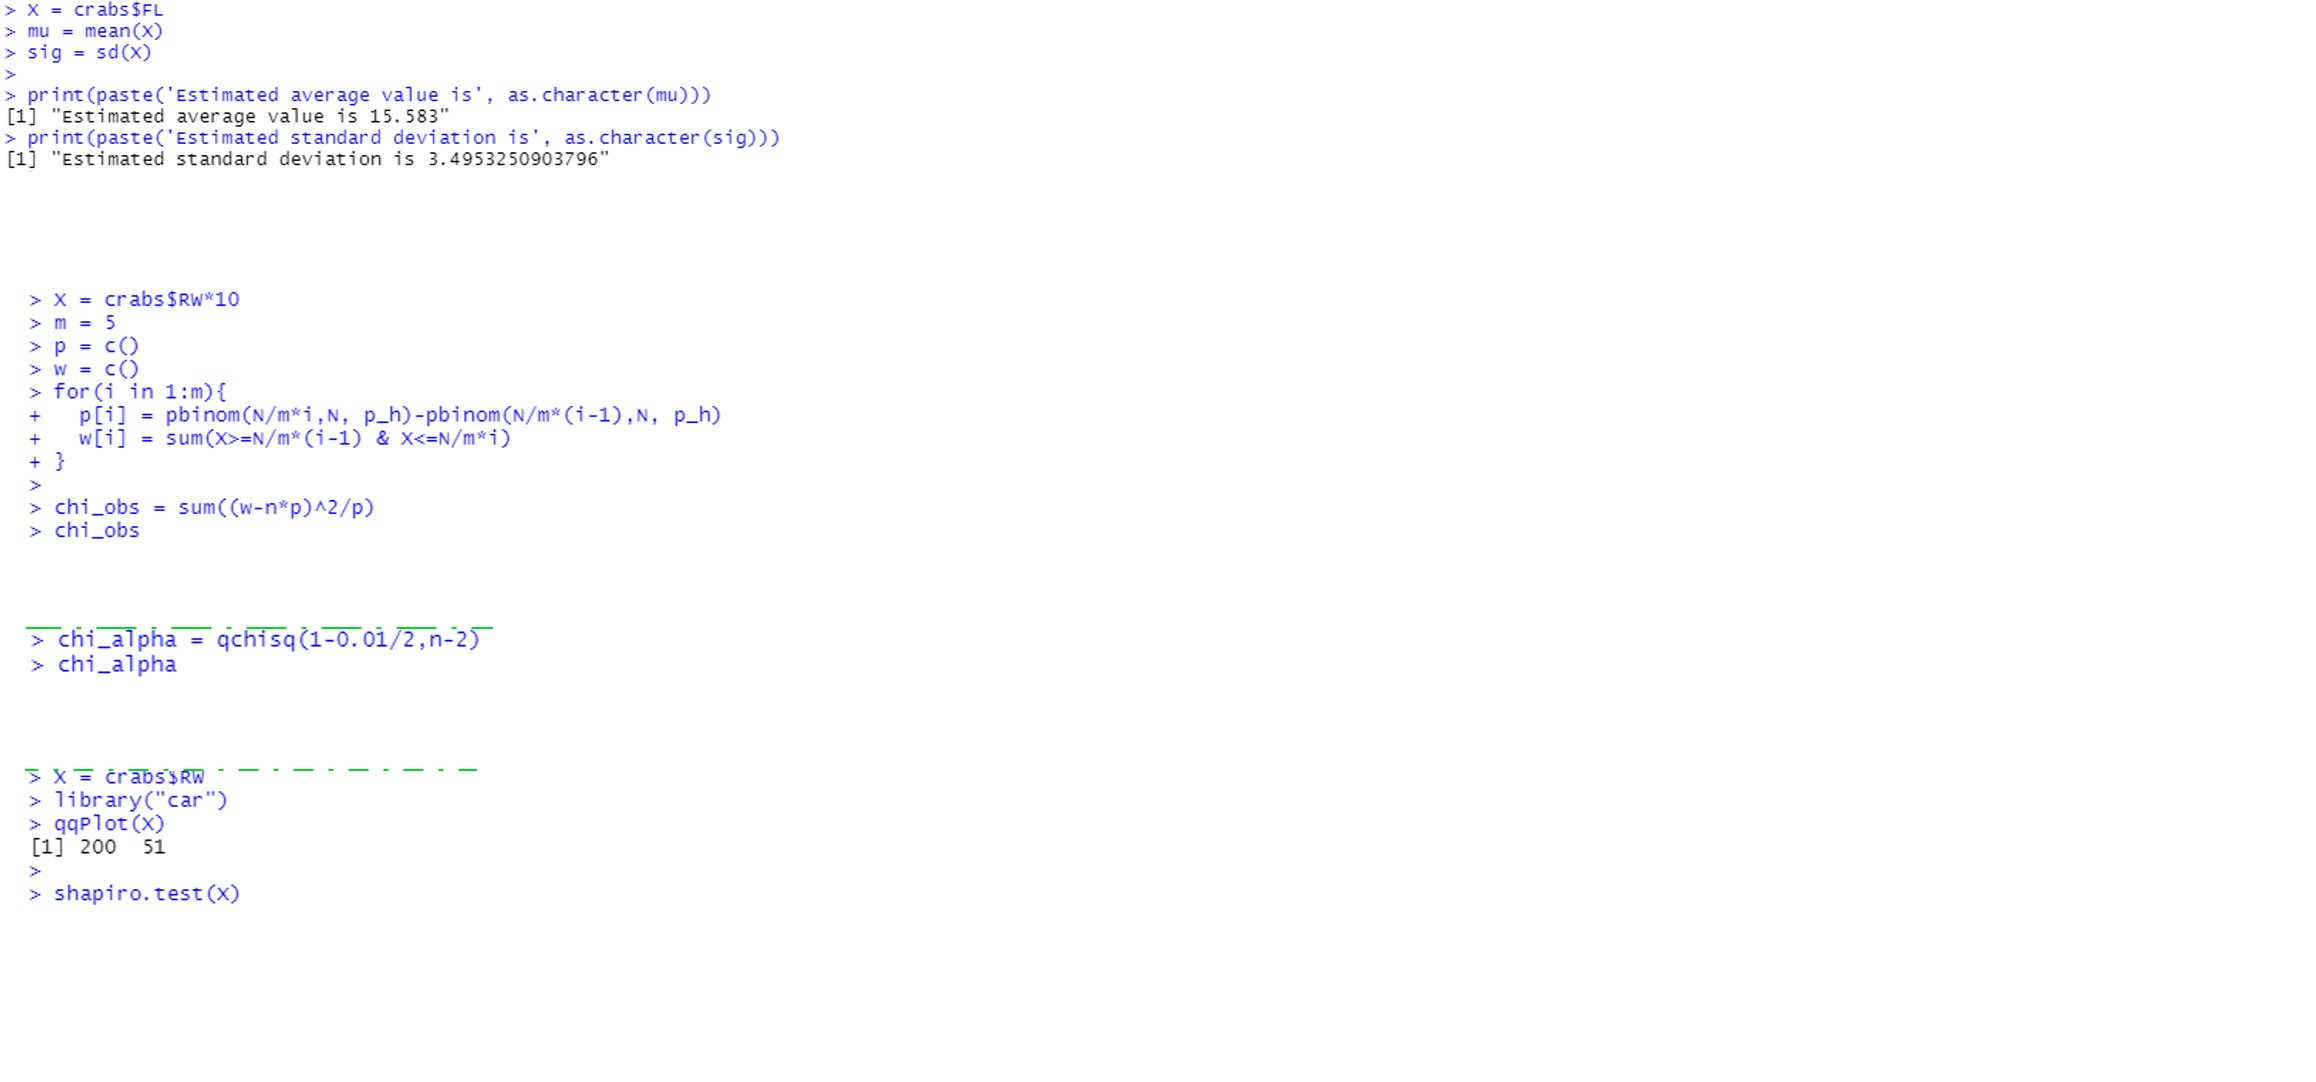 > X = crabs$FL
> mu = mean(X)
> sig = sd(X)
>
> print(paste('Estimated average value is', as.character(mu)))
[1] "Estimated average value is 15.583"
> print(paste('Estimated standard deviation is', as.character(sig)))
[1] "Estimated standard deviation is 3.4953250903796"
> X = crabs$RW*10
> m = 5
> p = c()
> w = c()
> for(i in 1:m){
+   p[i] = pbinom(N/m*i,N, p_h)-pbinom(N/m*(i-1),N, p_h)
+   w[i] = sum(X>=N/m*(i-1) & X<=N/m*i)
+ }
>
> chi_obs = sum((w-n*p)^2/p)
> chi_obs
> chi_alpha = qchisq(1-0.01/2,n-2)
> chi_alpha
> X = crabs$RW
> library("car")
> qqPlot(X)
[1] 200  51
>
> shapiro.test(X)